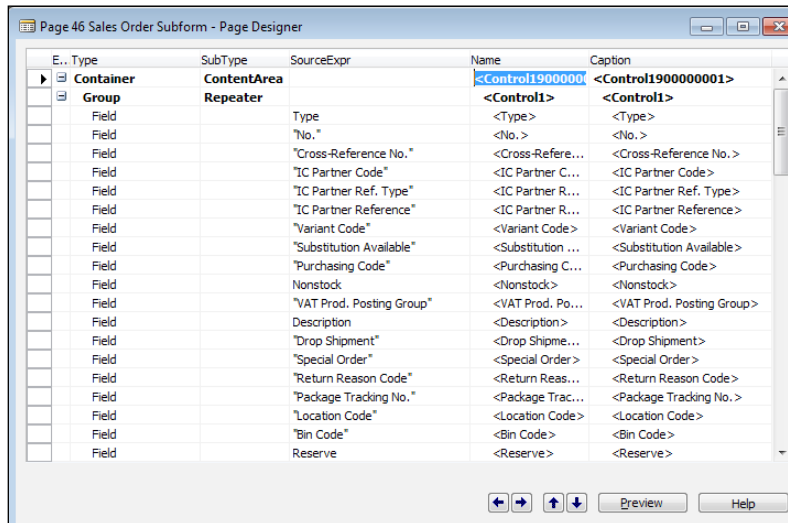 Page 46 Sales Order Subform - Page Designer
E.. Type SubType SourceExpr Name Caption
Container ContentArea <Control19000000 <Control1900000001>
Group Repeater <Control1> <Control1>
Field Type <Type> <Type>
Field "No." <No.> <No.>
Field "Cross-Reference No." <Cross-Refere... <Cross-Reference No.>
Field "IC Partner Code" <IC Partner C... <IC Partner Code>
Field "IC Partner Ref. Type" <IC Partner R... <IC Partner Ref. Type>
Field "IC Partner Reference" <IC Partner R... <IC Partner Reference>
Field "Variant Code" <Variant Code> <Variant Code>
Field "Substitution Available" <Substitution ... <Substitution Available>
Field "Purchasing Code" <Purchasing C... <Purchasing Code>
Field Nonstock <Nonstock> <Nonstock>
Field "VAT Prod. Posting Group" <VAT Prod. Po... <VAT Prod. Posting Group>
Field Description <Description> <Description>
Field "Drop Shipment" <Drop Shipme... <Drop Shipment>
Field "Special Order" <Special Order> <Special Order>
Field "Return Reason Code" <Return Reas... <Return Reason Code>
Field "Package Tracking No." <Package Trac... <Package Tracking No.>
Field "Location Code" <Location Code> <Location Code>
Field "Bin Code" <Bin Code> <Bin Code>
Field Reserve <Reserve> <Reserve>
Preview Help